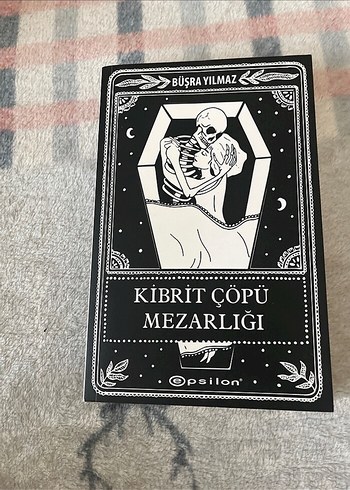 BÜŞRA YILMAZ
KİBRİT ÇÖPÜ
MEZARLIĞI
epsilon